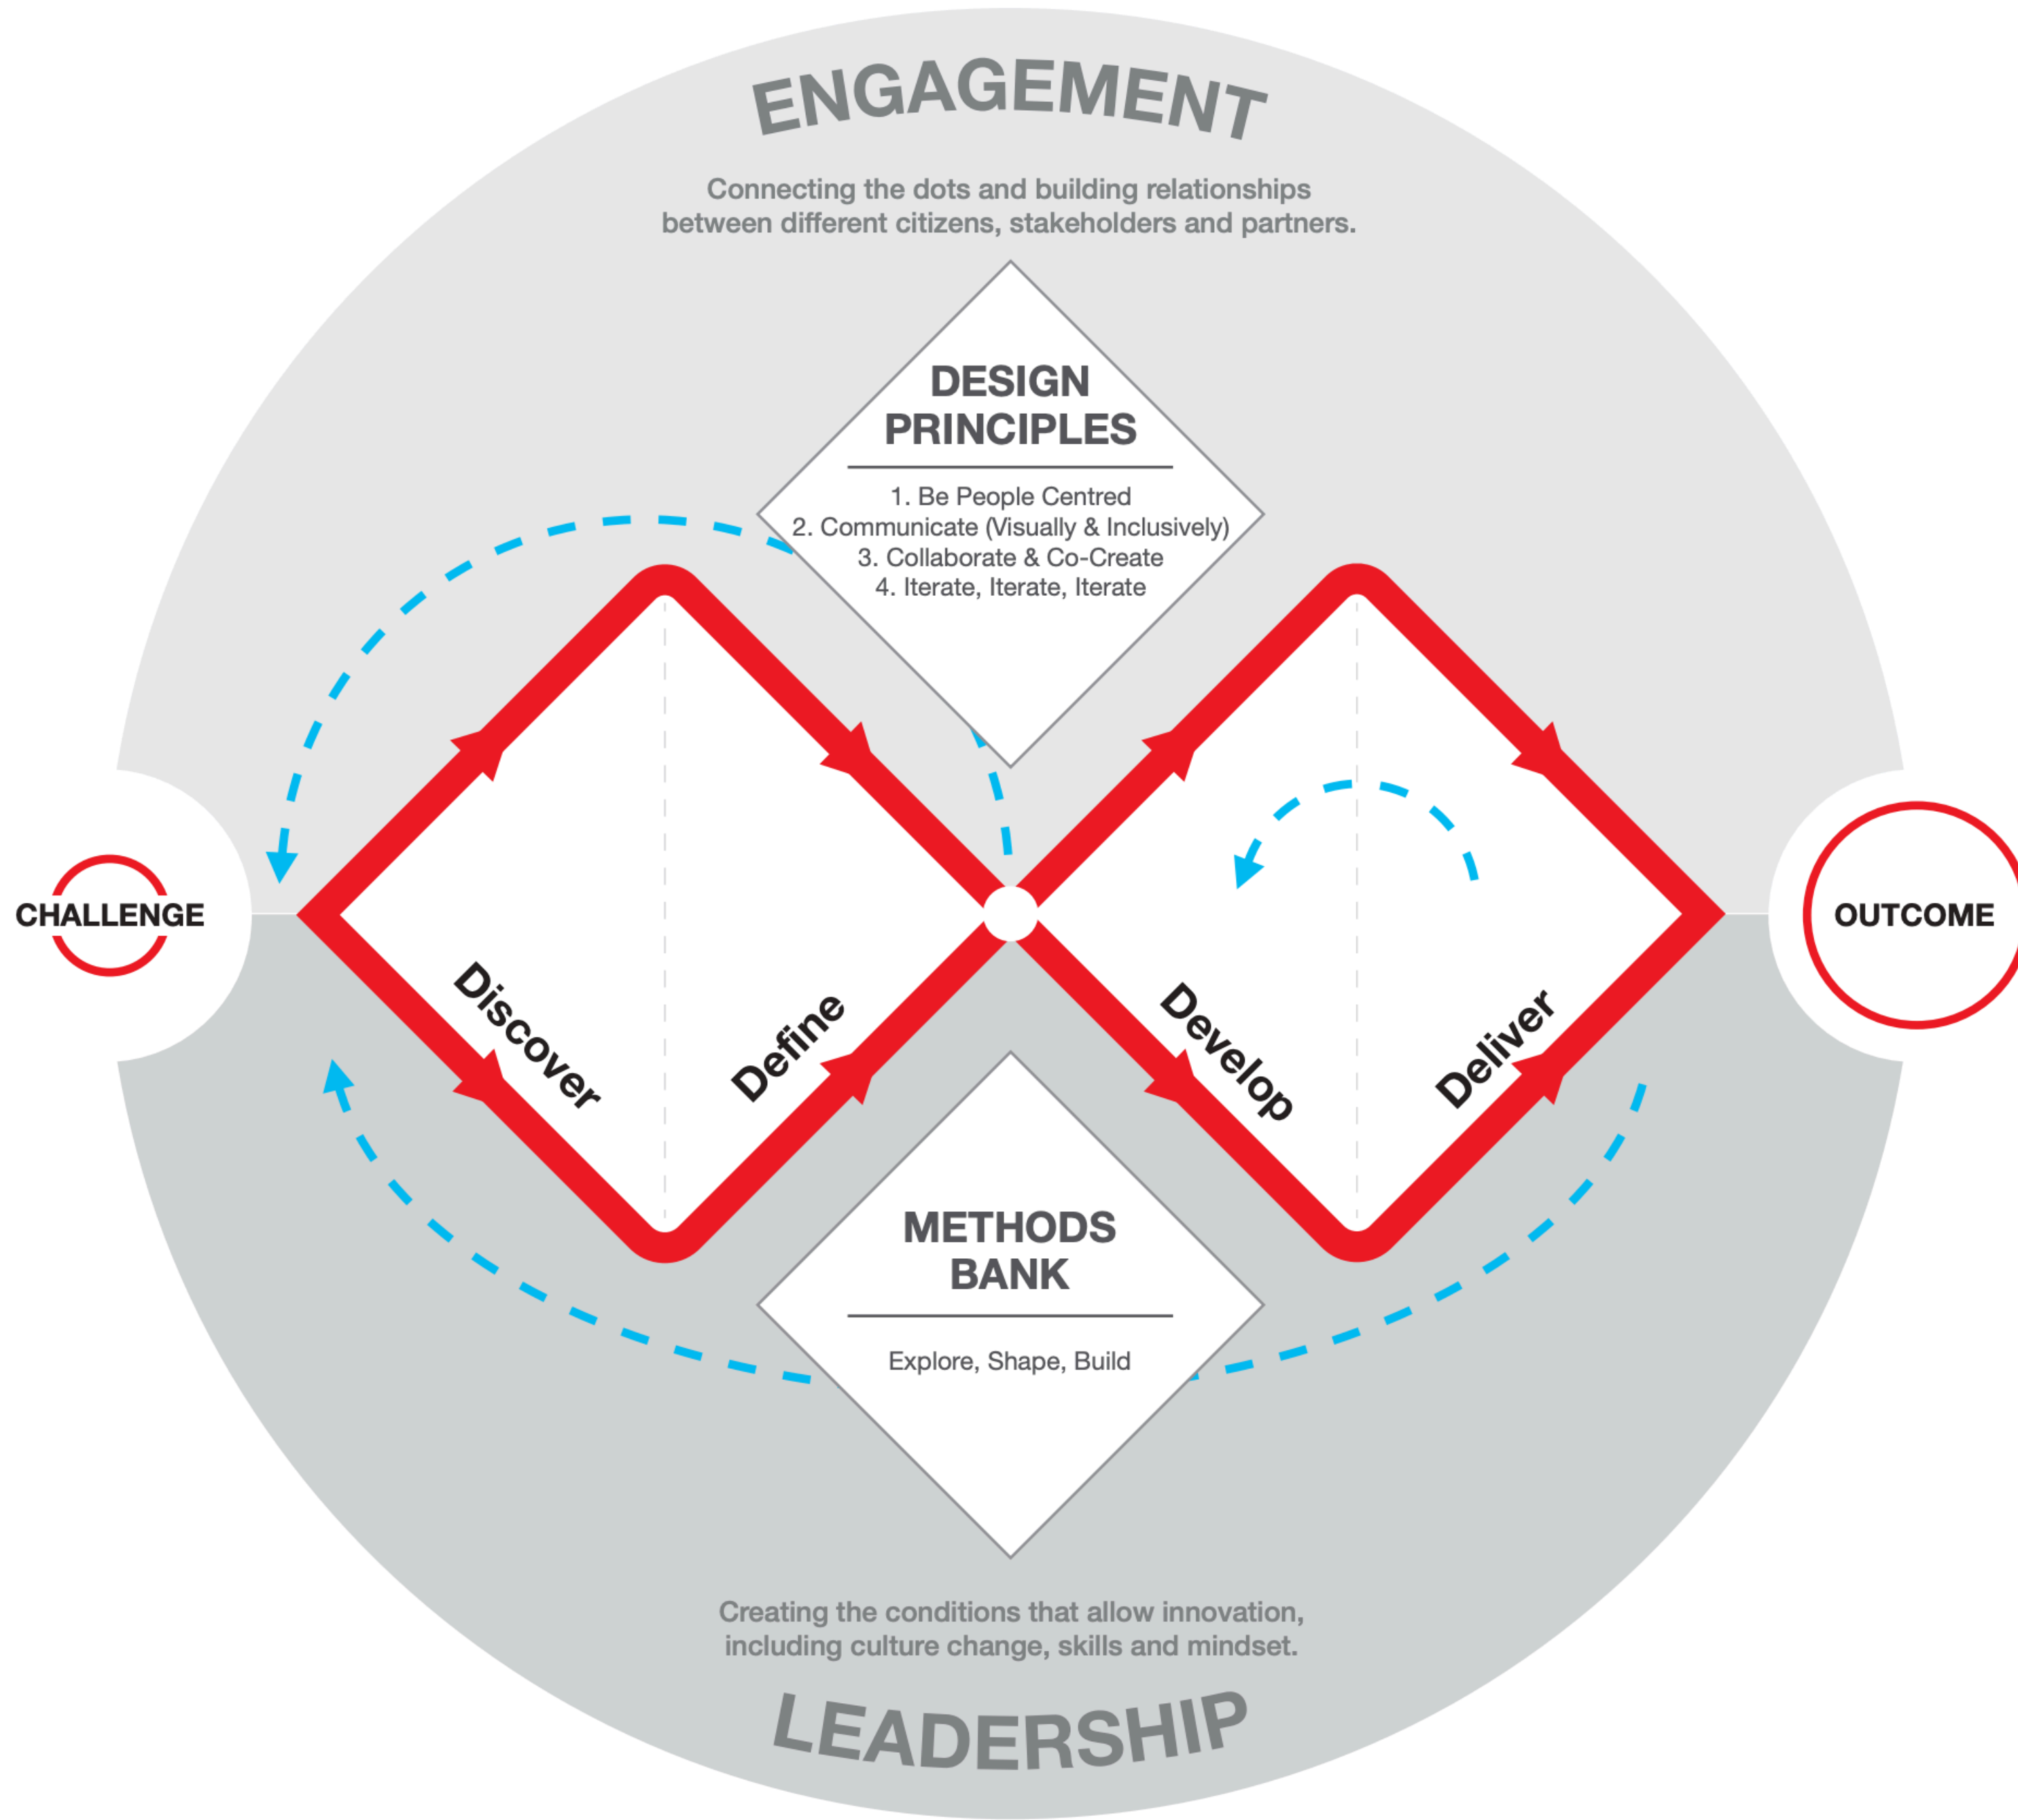 ENGAGEMENT
Connecting the dots and building relationships
between different citizens, stakeholders and partners.
DESIGN
PRINCIPLES
1. Be People Centred
2. Communicate (Visually & Inclusively)
3. Collaborate & Co-Create
4. Iterate, Iterate, Iterate
CHALLENGE
OUTCOME
Discover
Define
Develop
Deliver
METHODS
BANK
Explore, Shape, Build
Creating the conditions that allow innovation,
including culture change, skills and mindset.
LEADERSHIP